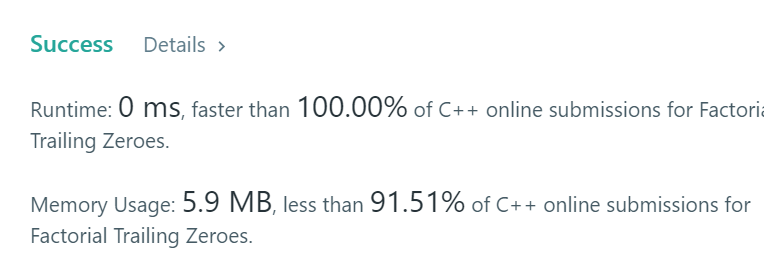 Success Details >
Runtime: 0 ms, faster than 100.00% of C++ online submissions for Factoria
Trailing Zeroes.
Memory Usage: 5.9 MB, less than 91.51% of C++ online submissions for
Factorial Trailing Zeroes.